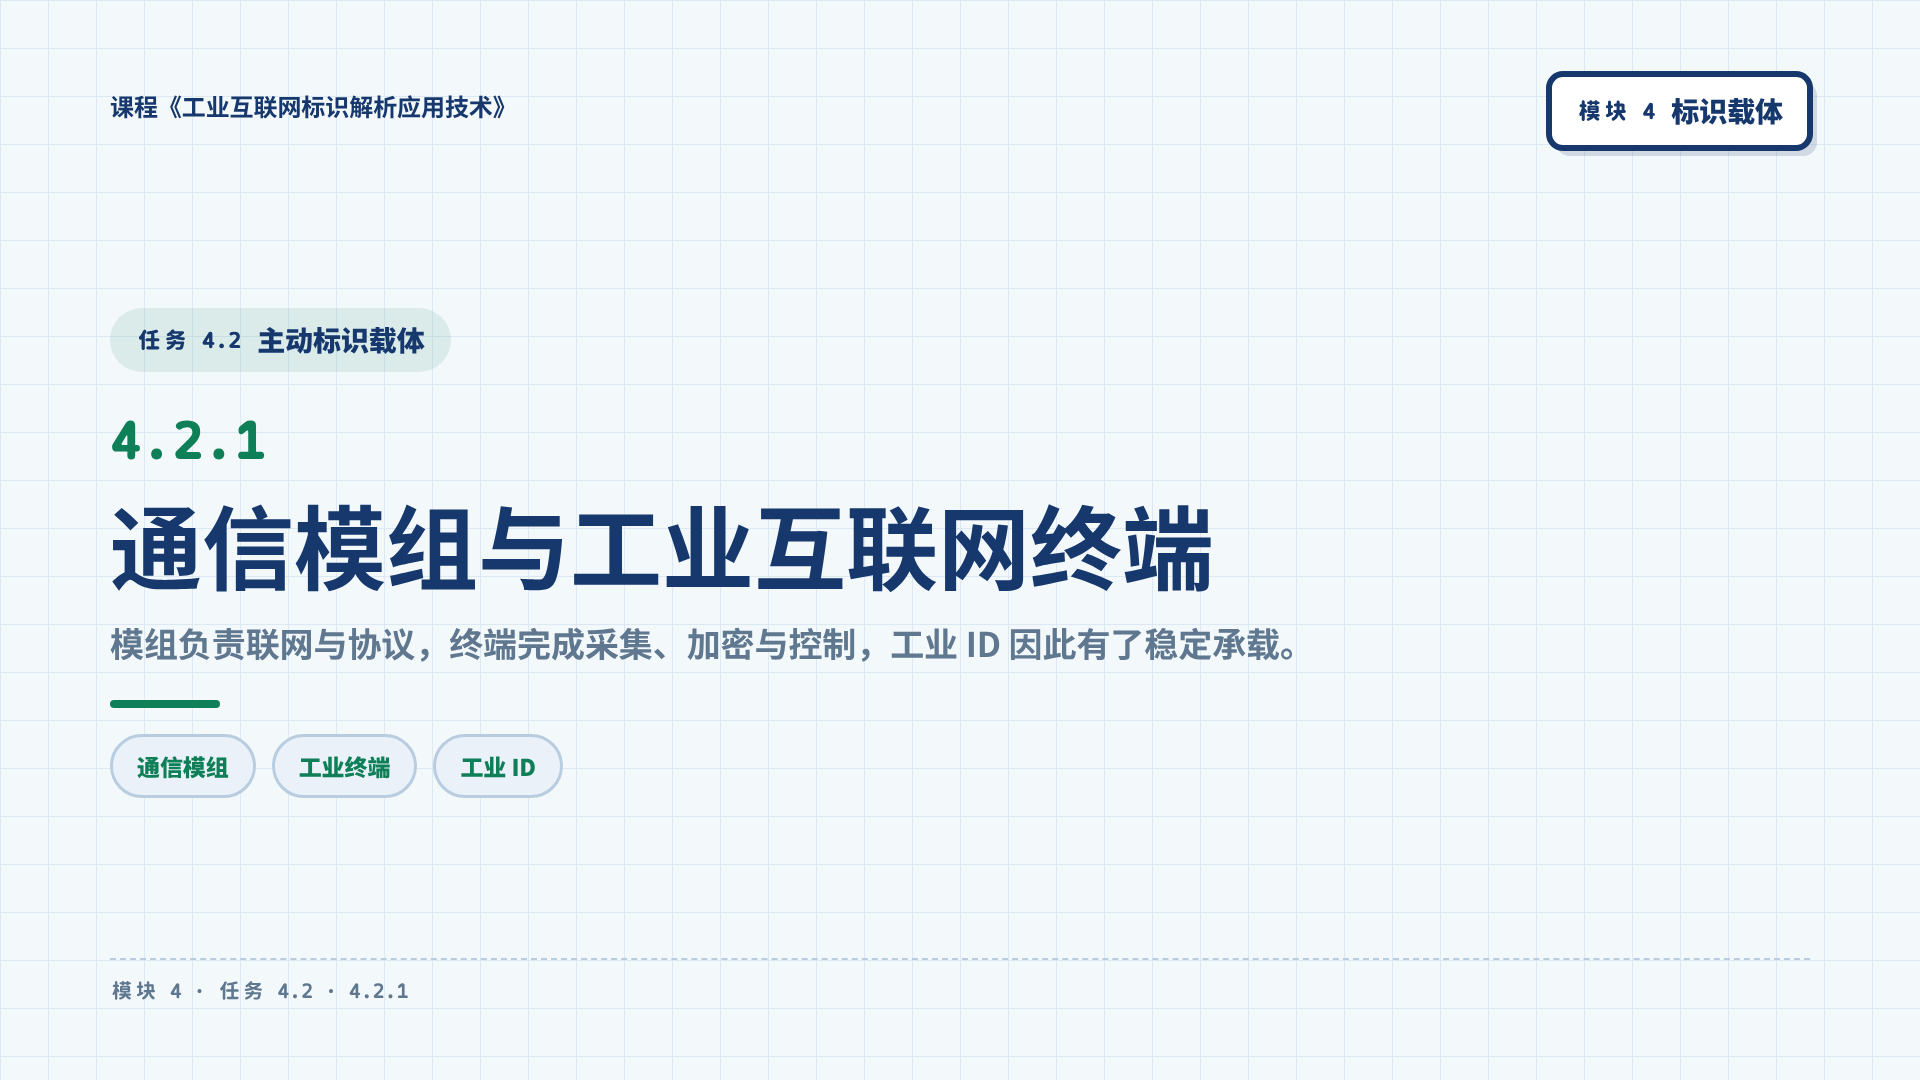 课程《工业互联网标识解析应用技术》
模块 4 标识载体
任务 4.2 主动标识载体
4.2.1
通信模组与工业互联网终端
模组负责联网与协议，终端完成采集、加密与控制，工业 ID 因此有了稳定承载。
通信模组
工业终端
工业 ID
模块 4 · 任务 4.2 · 4.2.1